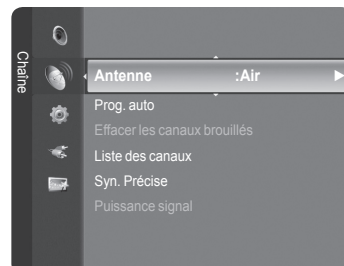 Chaîne
Antenne :Air
Prog. auto
Effacer les canaux brouillés
Liste des canaux
Syn. Précise
Puissance signal